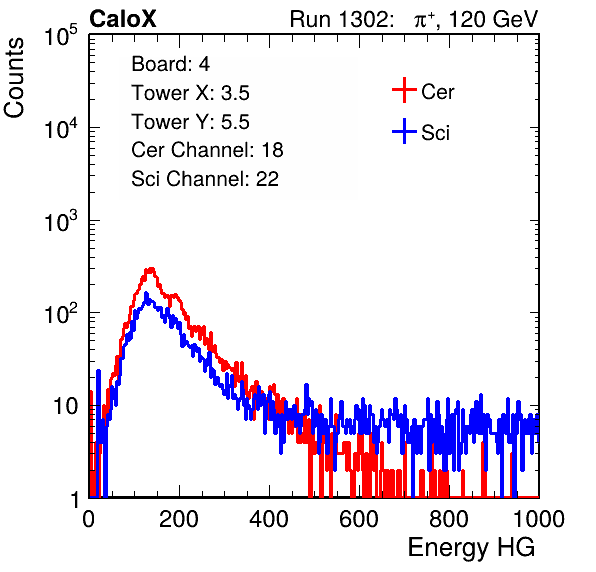 CaloX Run 1302: π⁺, 120 GeV
Board: 4
Tower X: 3.5
Tower Y: 5.5
Cer Channel: 18
Sci Channel: 22
Cer
Sci
Counts
10⁵
10⁴
10³
10²
10
1
0 200 400 600 800 1000
Energy HG